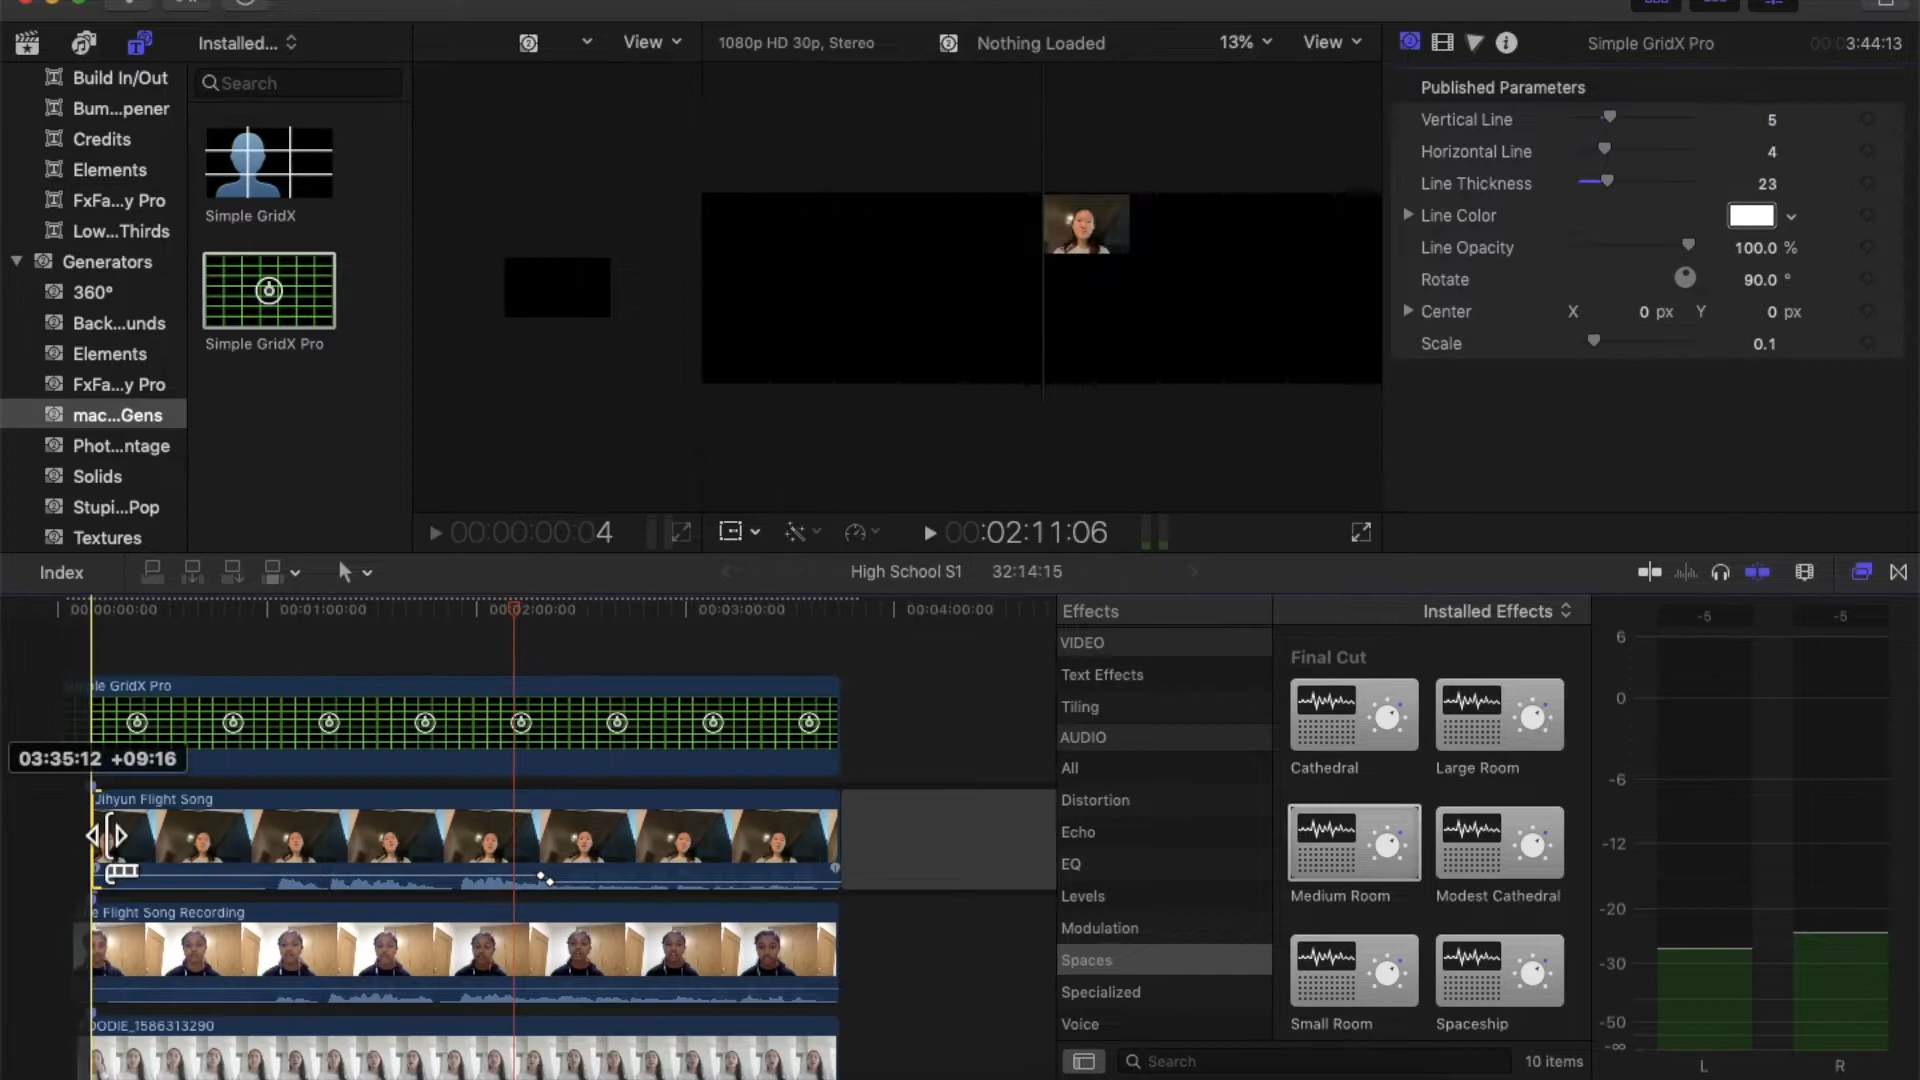 Installed...
View
1080p HD 30p, Stereo
Nothing Loaded
13%
View
Simple GridX Pro
00:03:44:13
Build In/Out
Bum...pener
Credits
Elements
FxFa...y Pro
Low...Thirds
Generators
360°
Back...unds
Elements
FxFa...y Pro
mac...Gens
Phot...ntage
Solids
Stupi...Pop
Textures
Search
Simple GridX
Simple GridX Pro
Published Parameters
Vertical Line 5
Horizontal Line 4
Line Thickness 23
Line Color
Line Opacity 100.0 %
Rotate 90.0 °
Center X 0 px Y 0 px
Scale 0.1
00:00:00:04
00:02:11:06
Index
High School S1 32:14:15
00:00:00:00
00:01:00:00
00:02:00:00
00:03:00:00
00:04:00:00
ple GridX Pro
03:35:12 +09:16
Jihyun Flight Song
e Flight Song Recording
OODIE_1586313290
Effects
VIDEO
Text Effects
Tiling
AUDIO
All
Distortion
Echo
EQ
Levels
Modulation
Spaces
Specialized
Voice
Installed Effects
Final Cut
Cathedral
Large Room
Medium Room
Modest Cathedral
Small Room
Spaceship
Search
10 items
-5 -5
6
0
-6
-12
-20
-30
-50
-∞
L R